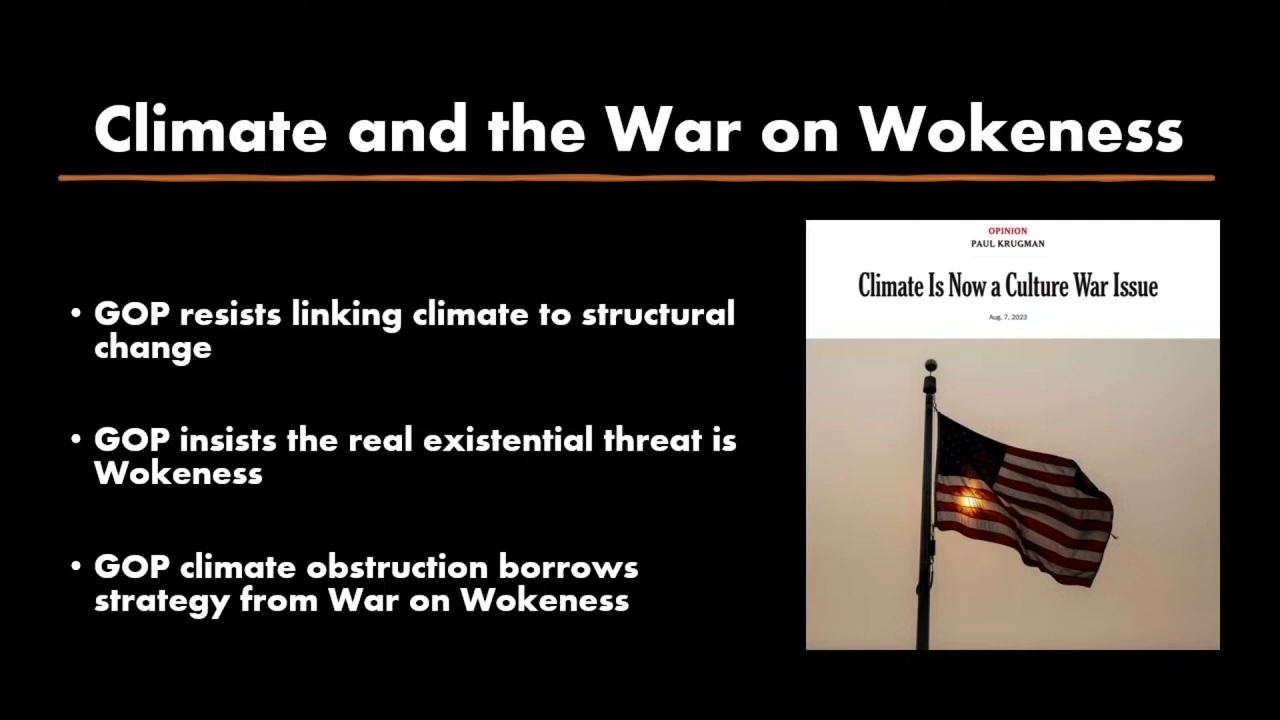 Climate and the War on Wokeness
• GOP resists linking climate to structural
change
• GOP insists the real existential threat is
Wokeness
• GOP climate obstruction borrows
strategy from War on Wokeness
OPINION
PAUL KRUGMAN
Climate Is Now a Culture War Issue
Aug. 7, 2023